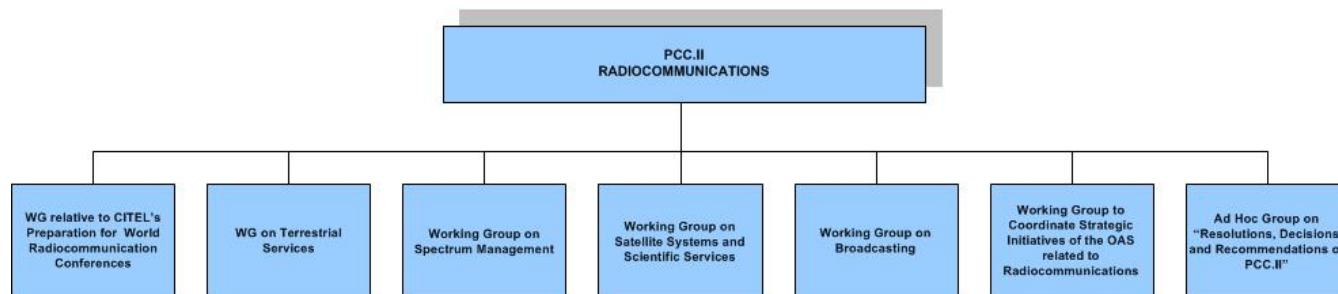 PCC.II
RADIOCOMMUNICATIONS
WG relative to CITEL's
Preparation for World
Radiocommunication
Conferences
WG on Terrestrial
Services
Working Group on
Spectrum Management
Working Group on
Satellite Systems and
Scientific Services
Working Group on
Broadcasting
Working Group to
Coordinate Strategic
Initiatives of the OAS
related to
Radiocommunications
Ad Hoc Group on
“Resolutions, Decisions
and Recommendations o
PCC.II”